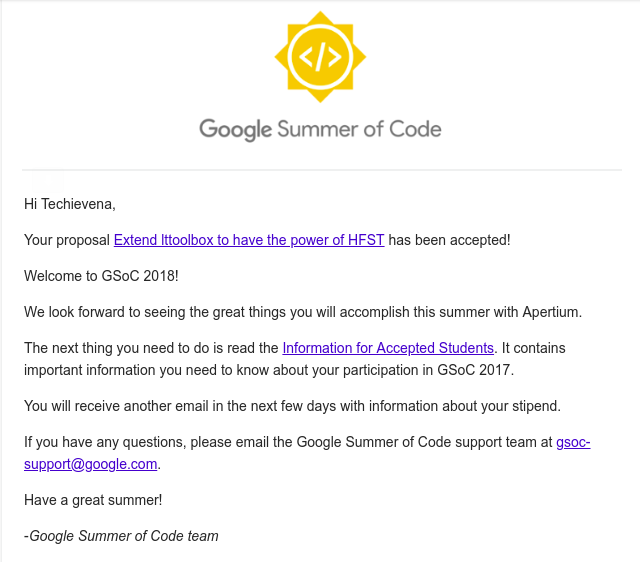 </>
Google Summer of Code
Hi Techievena,
Your proposal Extend lttoolbox to have the power of HFST has been accepted!
Welcome to GSoC 2018!
We look forward to seeing the great things you will accomplish this summer with Apertium.
The next thing you need to do is read the Information for Accepted Students. It contains
important information you need to know about your participation in GSoC 2017.
You will receive another email in the next few days with information about your stipend.
If you have any questions, please email the Google Summer of Code support team at gsoc-
support@google.com.
Have a great summer!
-Google Summer of Code team